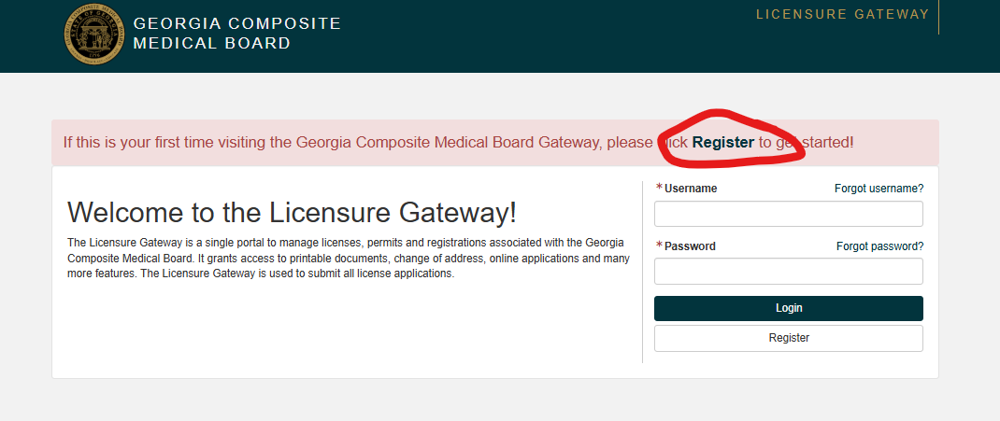 GEORGIA COMPOSITE
MEDICAL BOARD
LICENSURE GATEWAY
If this is your first time visiting the Georgia Composite Medical Board Gateway, please click Register to get started!
Welcome to the Licensure Gateway!
The Licensure Gateway is a single portal to manage licenses, permits and registrations associated with the Georgia
Composite Medical Board. It grants access to printable documents, change of address, online applications and many
more features. The Licensure Gateway is used to submit all license applications.
*Username
Forgot username?
*Password
Forgot password?
Login
Register